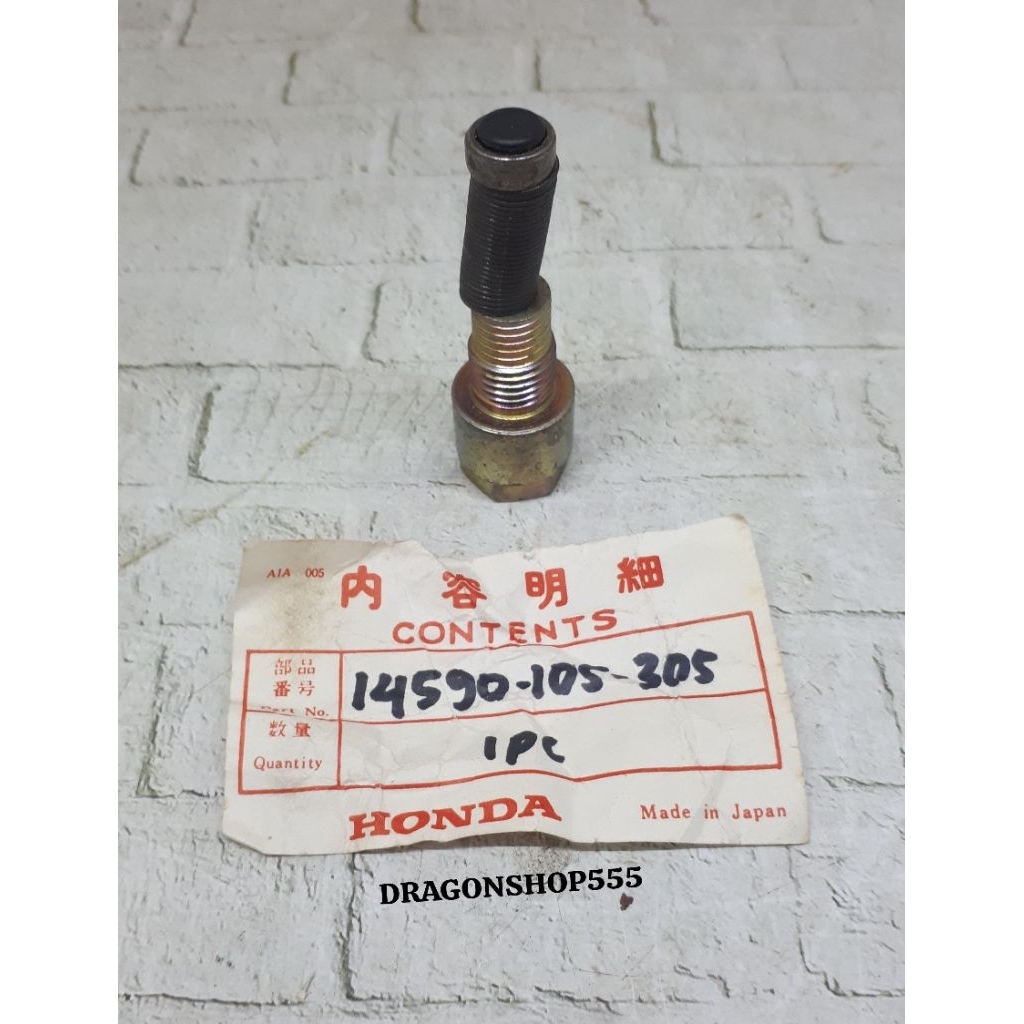 A1A 005
内容明細
CONTENTS
部品
番号
Part No.
14590-105-305
数量
Quantity
1PC
HONDA
Made in Japan
DRAGONSHOP555